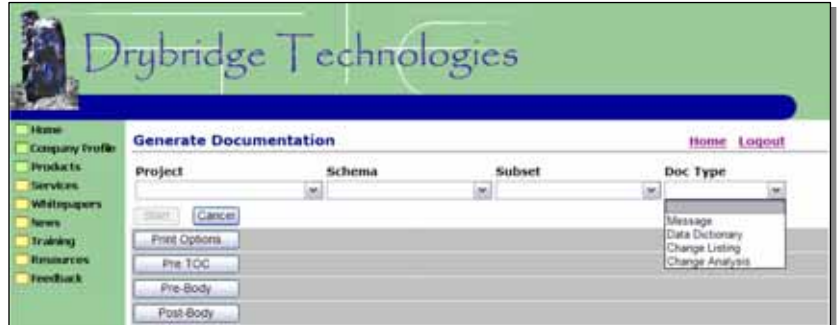 Drybridge Technologies
Home
Company Profile
Products
Services
Whitepapers
News
Training
Resources
Feedback
Generate Documentation
Home Logout
Project Schema Subset Doc Type
Start Cancel
Message
Data Dictionary
Change Listing
Change Analysis
Print Options
Pre TOC
Pre-Body
Post-Body